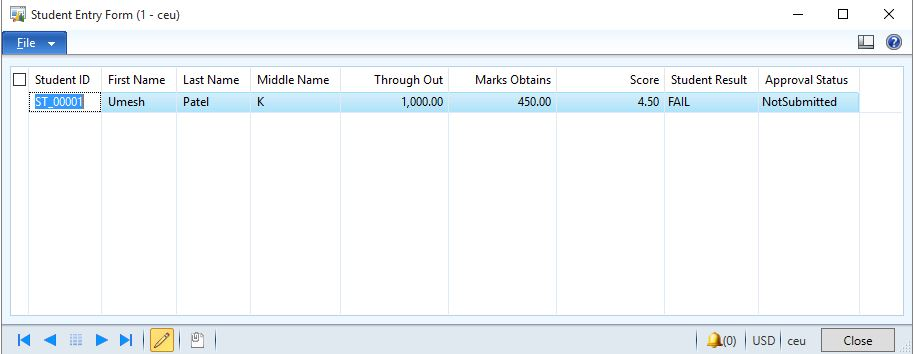 Student Entry Form (1 - ceu)
File
Student ID First Name Last Name Middle Name Through Out Marks Obtains Score Student Result Approval Status
ST_00001 Umesh Patel K 1,000.00 450.00 4.50 FAIL NotSubmitted
(0) USD ceu Close